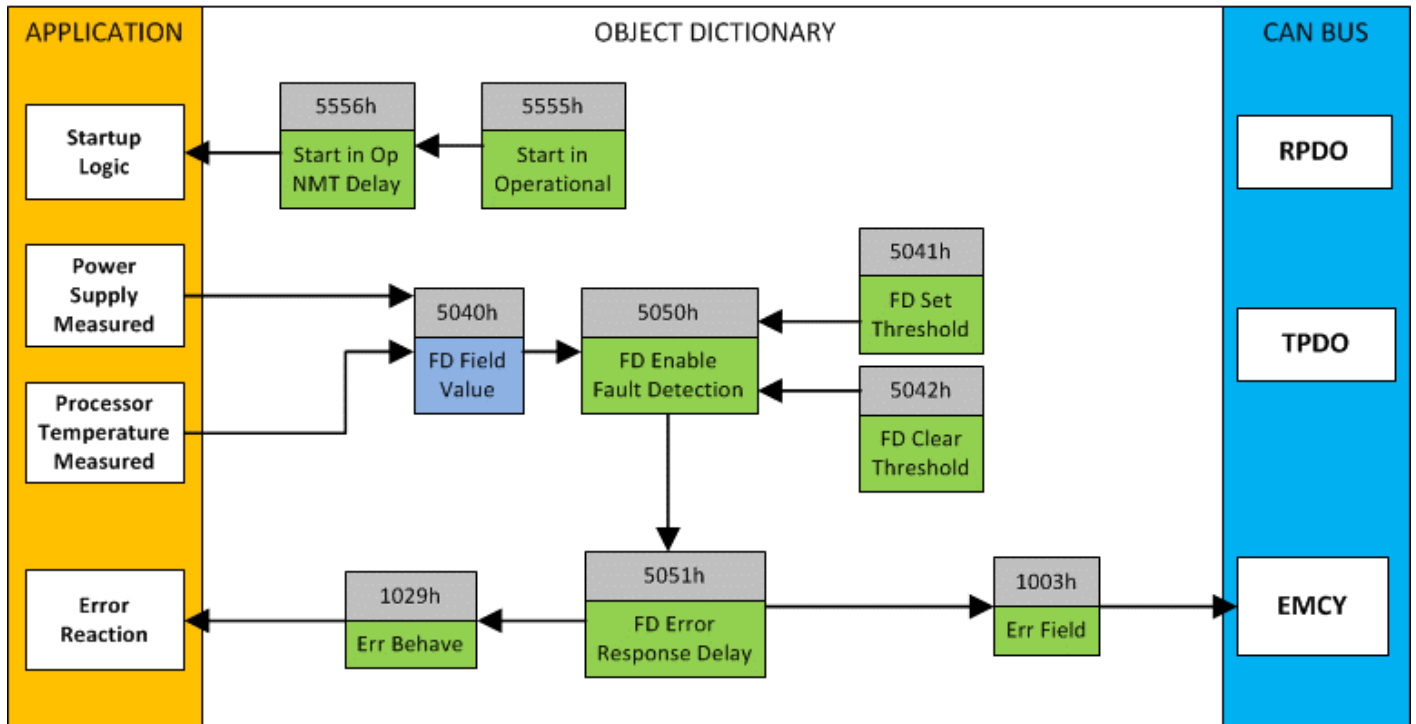 APPLICATION
OBJECT DICTIONARY
CAN BUS
5556h
Start in Op
NMT Delay
5555h
Start in
Operational
Startup
Logic
RPDO
Power
Supply
Measured
5040h
FD Field
Value
5050h
FD Enable
Fault Detection
5041h
FD Set
Threshold
TPDO
Processor
Temperature
Measured
5042h
FD Clear
Threshold
Error
Reaction
1029h
Err Behave
5051h
FD Error
Response Delay
1003h
Err Field
EMCY